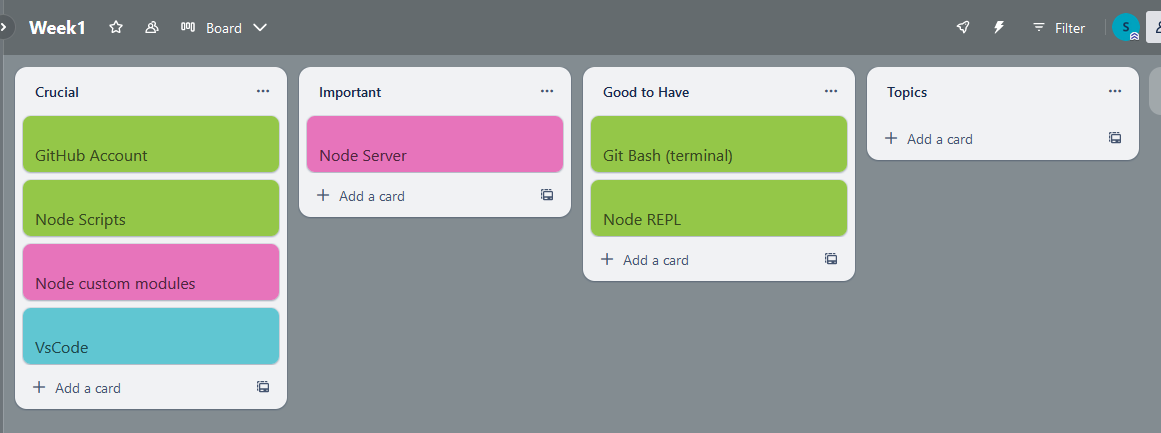 Week1
Board
Filter
S
Crucial
GitHub Account
Node Scripts
Node custom modules
VsCode
Add a card
Important
Node Server
Add a card
Good to Have
Git Bash (terminal)
Node REPL
Add a card
Topics
Add a card